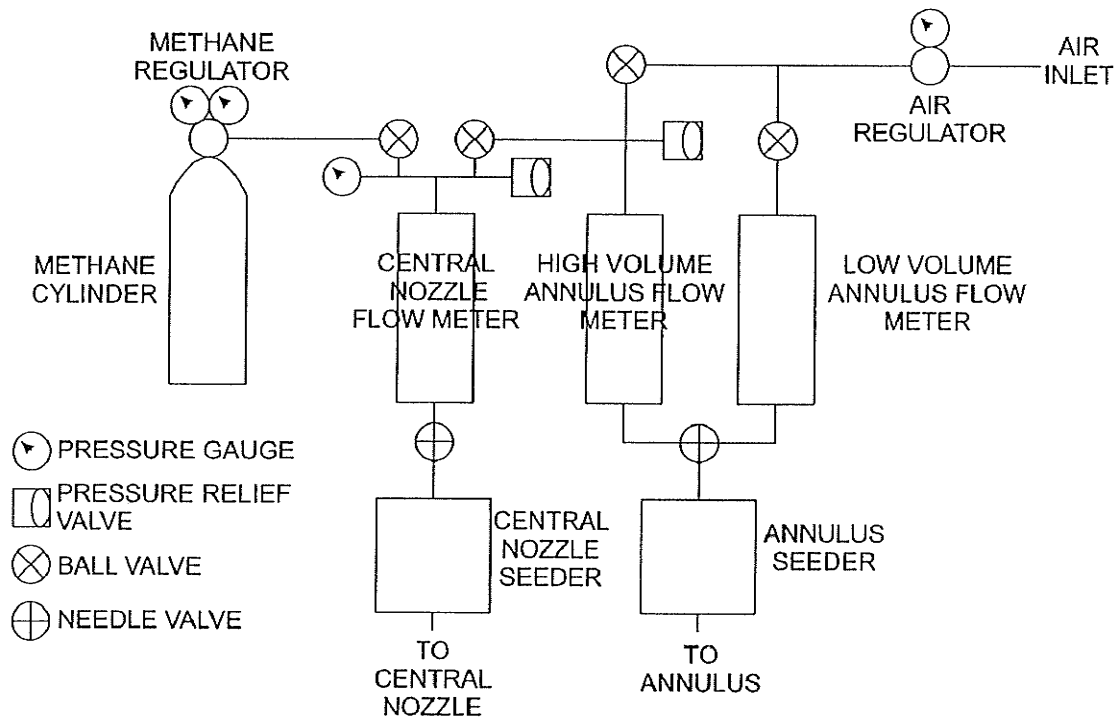 METHANE
REGULATOR
AIR
INLET
AIR
REGULATOR
METHANE
CYLINDER
CENTRAL
NOZZLE
FLOW METER
HIGH VOLUME
ANNULUS FLOW
METER
LOW VOLUME
ANNULUS FLOW
METER
PRESSURE GAUGE
PRESSURE RELIEF
VALVE
BALL VALVE
NEEDLE VALVE
CENTRAL
NOZZLE
SEEDER
ANNULUS
SEEDER
TO
CENTRAL
NOZZLE
TO
ANNULUS